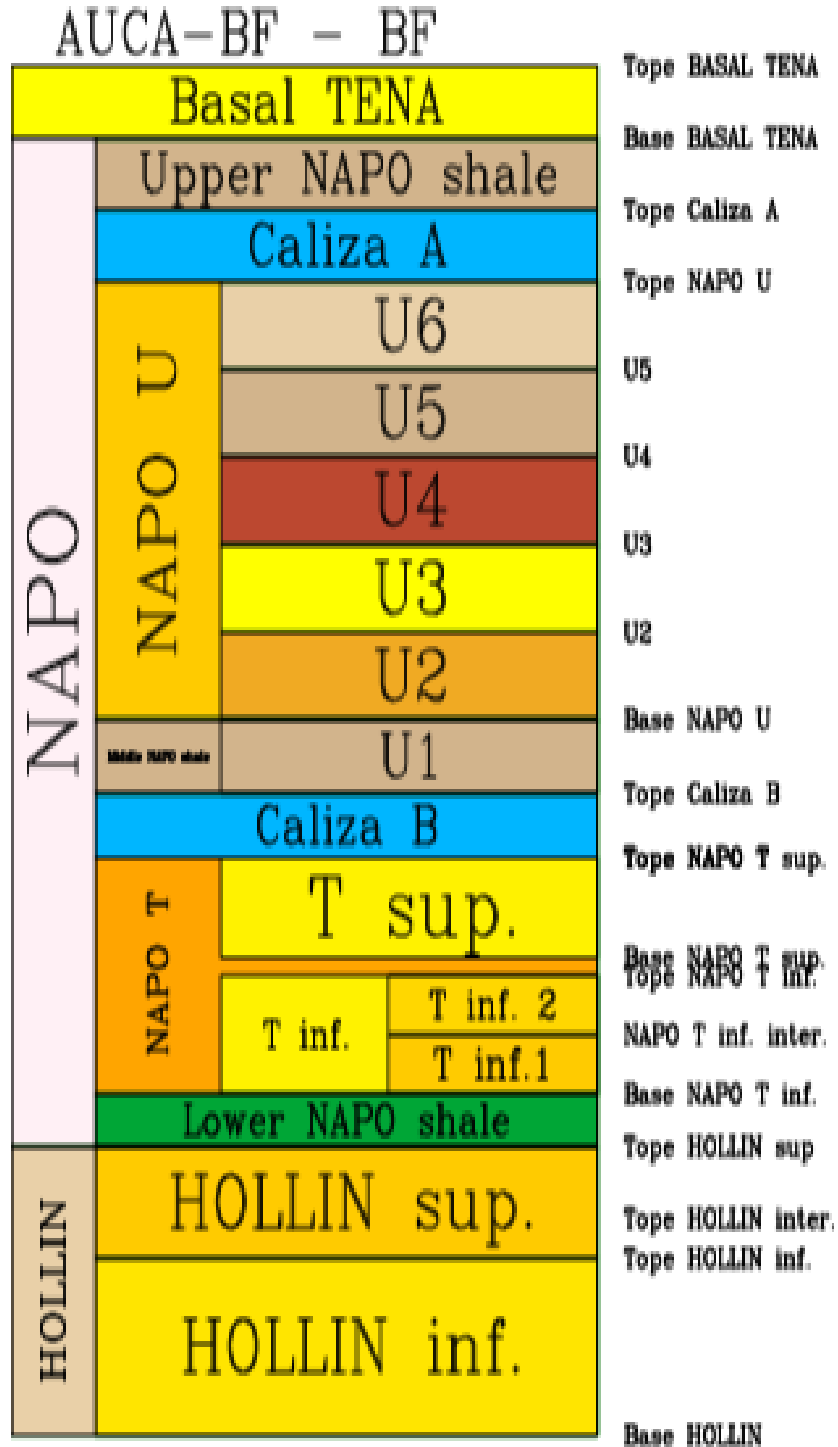 AUCA-BF - BF
Tope BASAL TENA
Basal TENA
Base BASAL TENA
Upper NAPO shale
Tope Caliza A
Caliza A
Tope NAPO U
NAPO
NAPO U
U6
U5
U5
U4
U4
U3
U3
U2
U2
Base NAPO U
Middle NAPO shale
U1
Tope Caliza B
Caliza B
Tope NAPO T sup.
NAPO T
T sup.
Base NAPO T sup.
Tope NAPO T inf.
T inf. 2
T inf.
NAPO T inf. inter.
T inf.1
Base NAPO T inf.
Lower NAPO shale
Tope HOLLIN sup
HOLLIN
HOLLIN sup.
Tope HOLLIN inter.
Tope HOLLIN inf.
HOLLIN inf.
Base HOLLIN